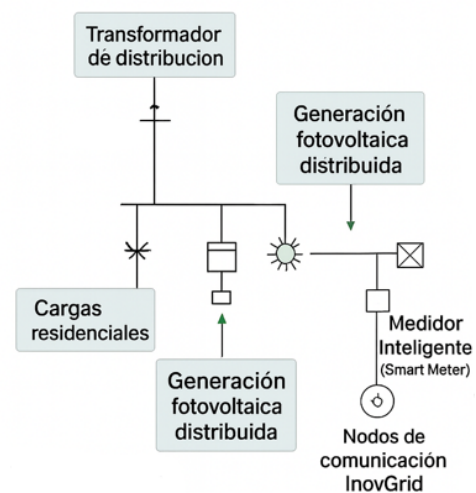 Transformador
de distribucion
Generación
fotovoltaica
distribuida
Cargas
residenciales
Generación
fotovoltaica
distribuida
Medidor
Inteligente
(Smart Meter)
Nodos de
comunicación
InovGrid